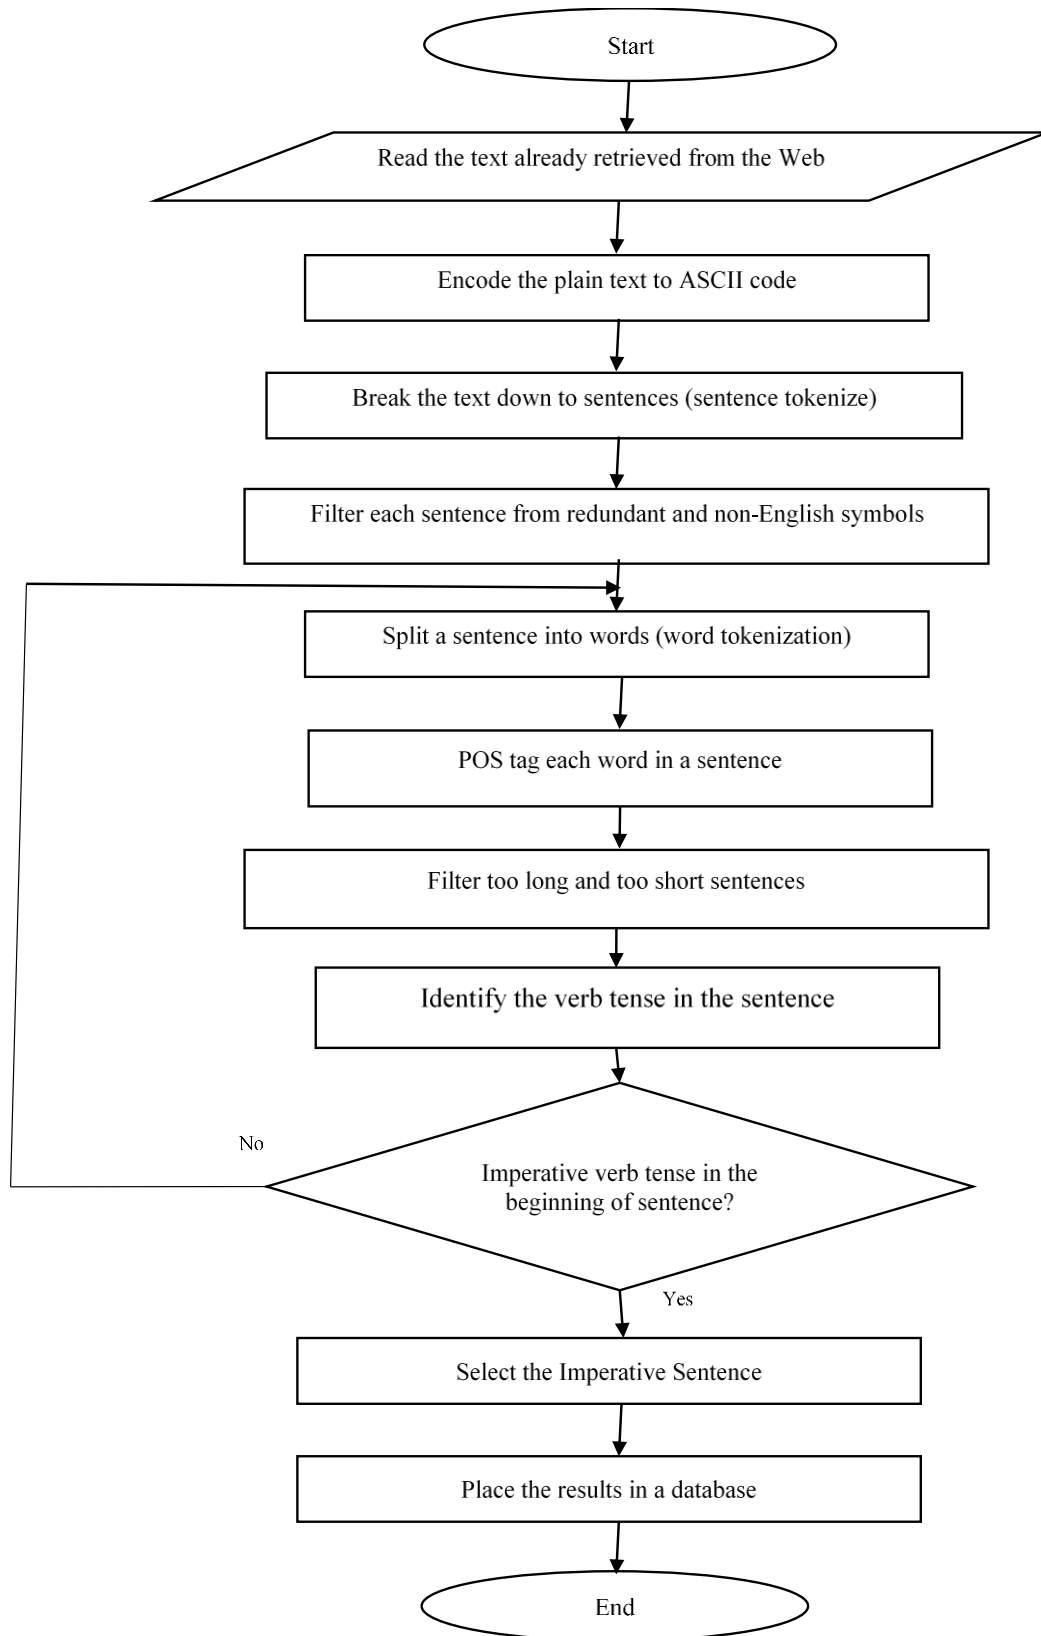 Start
Read the text already retrieved from the Web
Encode the plain text to ASCII code
Break the text down to sentences (sentence tokenize)
Filter each sentence from redundant and non-English symbols
Split a sentence into words (word tokenization)
POS tag each word in a sentence
Filter too long and too short sentences
Identify the verb tense in the sentence
No
Imperative verb tense in the
beginning of sentence?
Yes
Select the Imperative Sentence
Place the results in a database
End